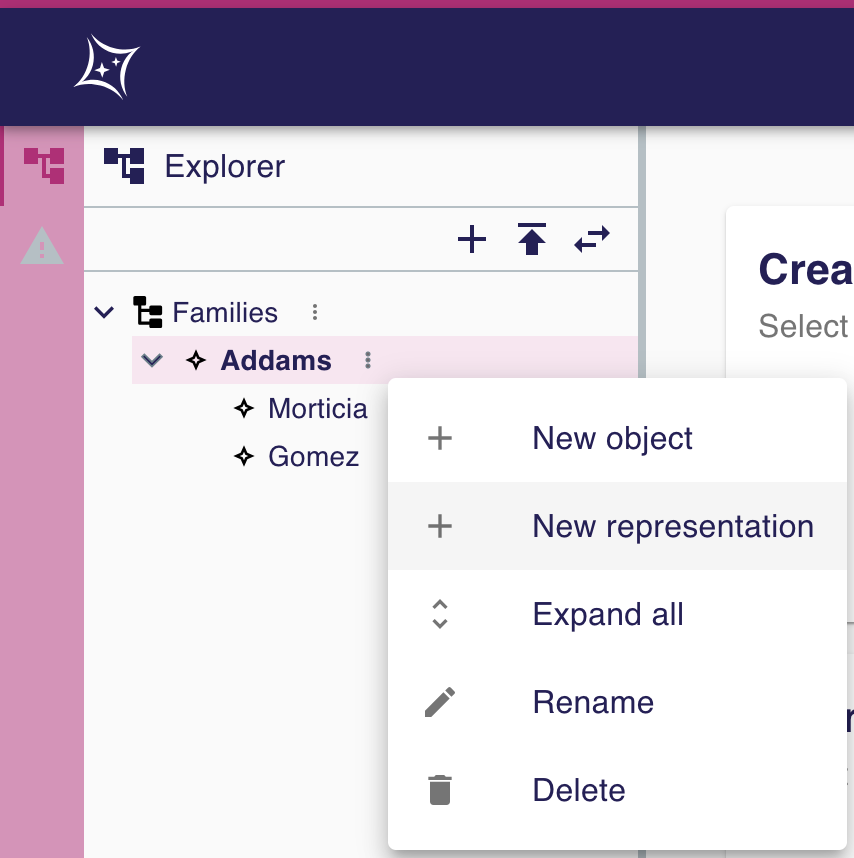 Explorer
Crea
Select
Families
Addams
Morticia
Gomez
New object
New representation
Expand all
Rename
Delete